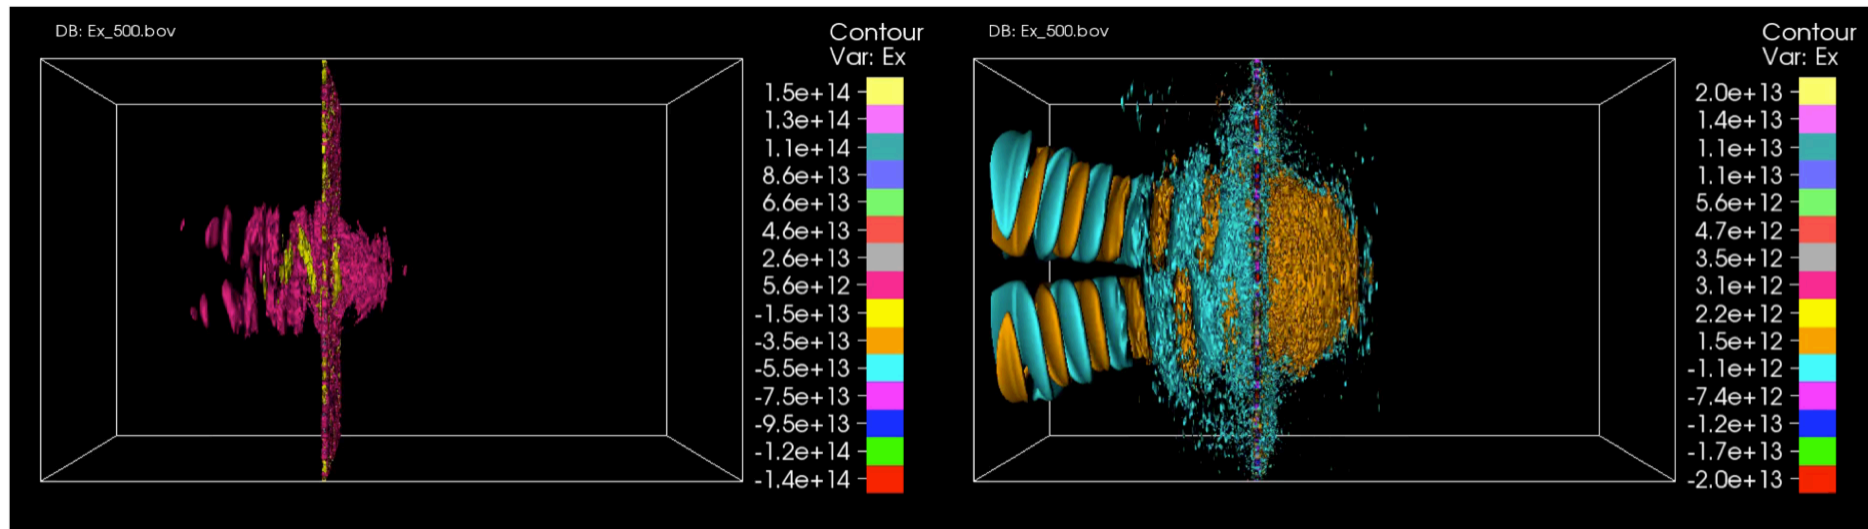 DB: Ex_500.bov
Contour
Var: Ex
1.5e+14
1.3e+14
1.1e+14
8.6e+13
6.6e+13
4.6e+13
2.6e+13
5.6e+12
-1.5e+13
-3.5e+13
-5.5e+13
-7.5e+13
-9.5e+13
-1.2e+14
-1.4e+14
DB: Ex_500.bov
Contour
Var: Ex
2.0e+13
1.4e+13
1.1e+13
1.1e+13
5.6e+12
4.7e+12
3.5e+12
3.1e+12
2.2e+12
1.5e+12
-1.1e+12
-7.4e+12
-1.2e+13
-1.7e+13
-2.0e+13